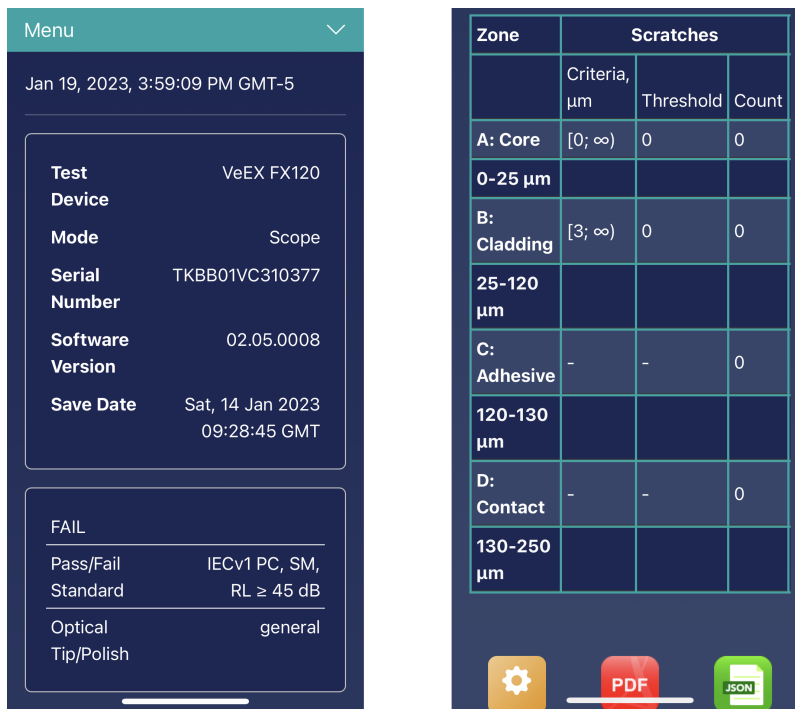 Menu
Jan 19, 2023, 3:59:09 PM GMT-5
Test Device VeEX FX120
Mode Scope
Serial Number TKBB01VC310377
Software Version 02.05.0008
Save Date Sat, 14 Jan 2023 09:28:45 GMT
FAIL
Pass/Fail Standard IECv1 PC, SM, RL ≥ 45 dB
Optical Tip/Polish general
Zone Scratches
Criteria, µm Threshold Count
A: Core [0; ∞) 0 0
0-25 µm
B: Cladding [3; ∞) 0 0
25-120 µm
C: Adhesive - - 0
120-130 µm
D: Contact - - 0
130-250 µm
PDF
JSON